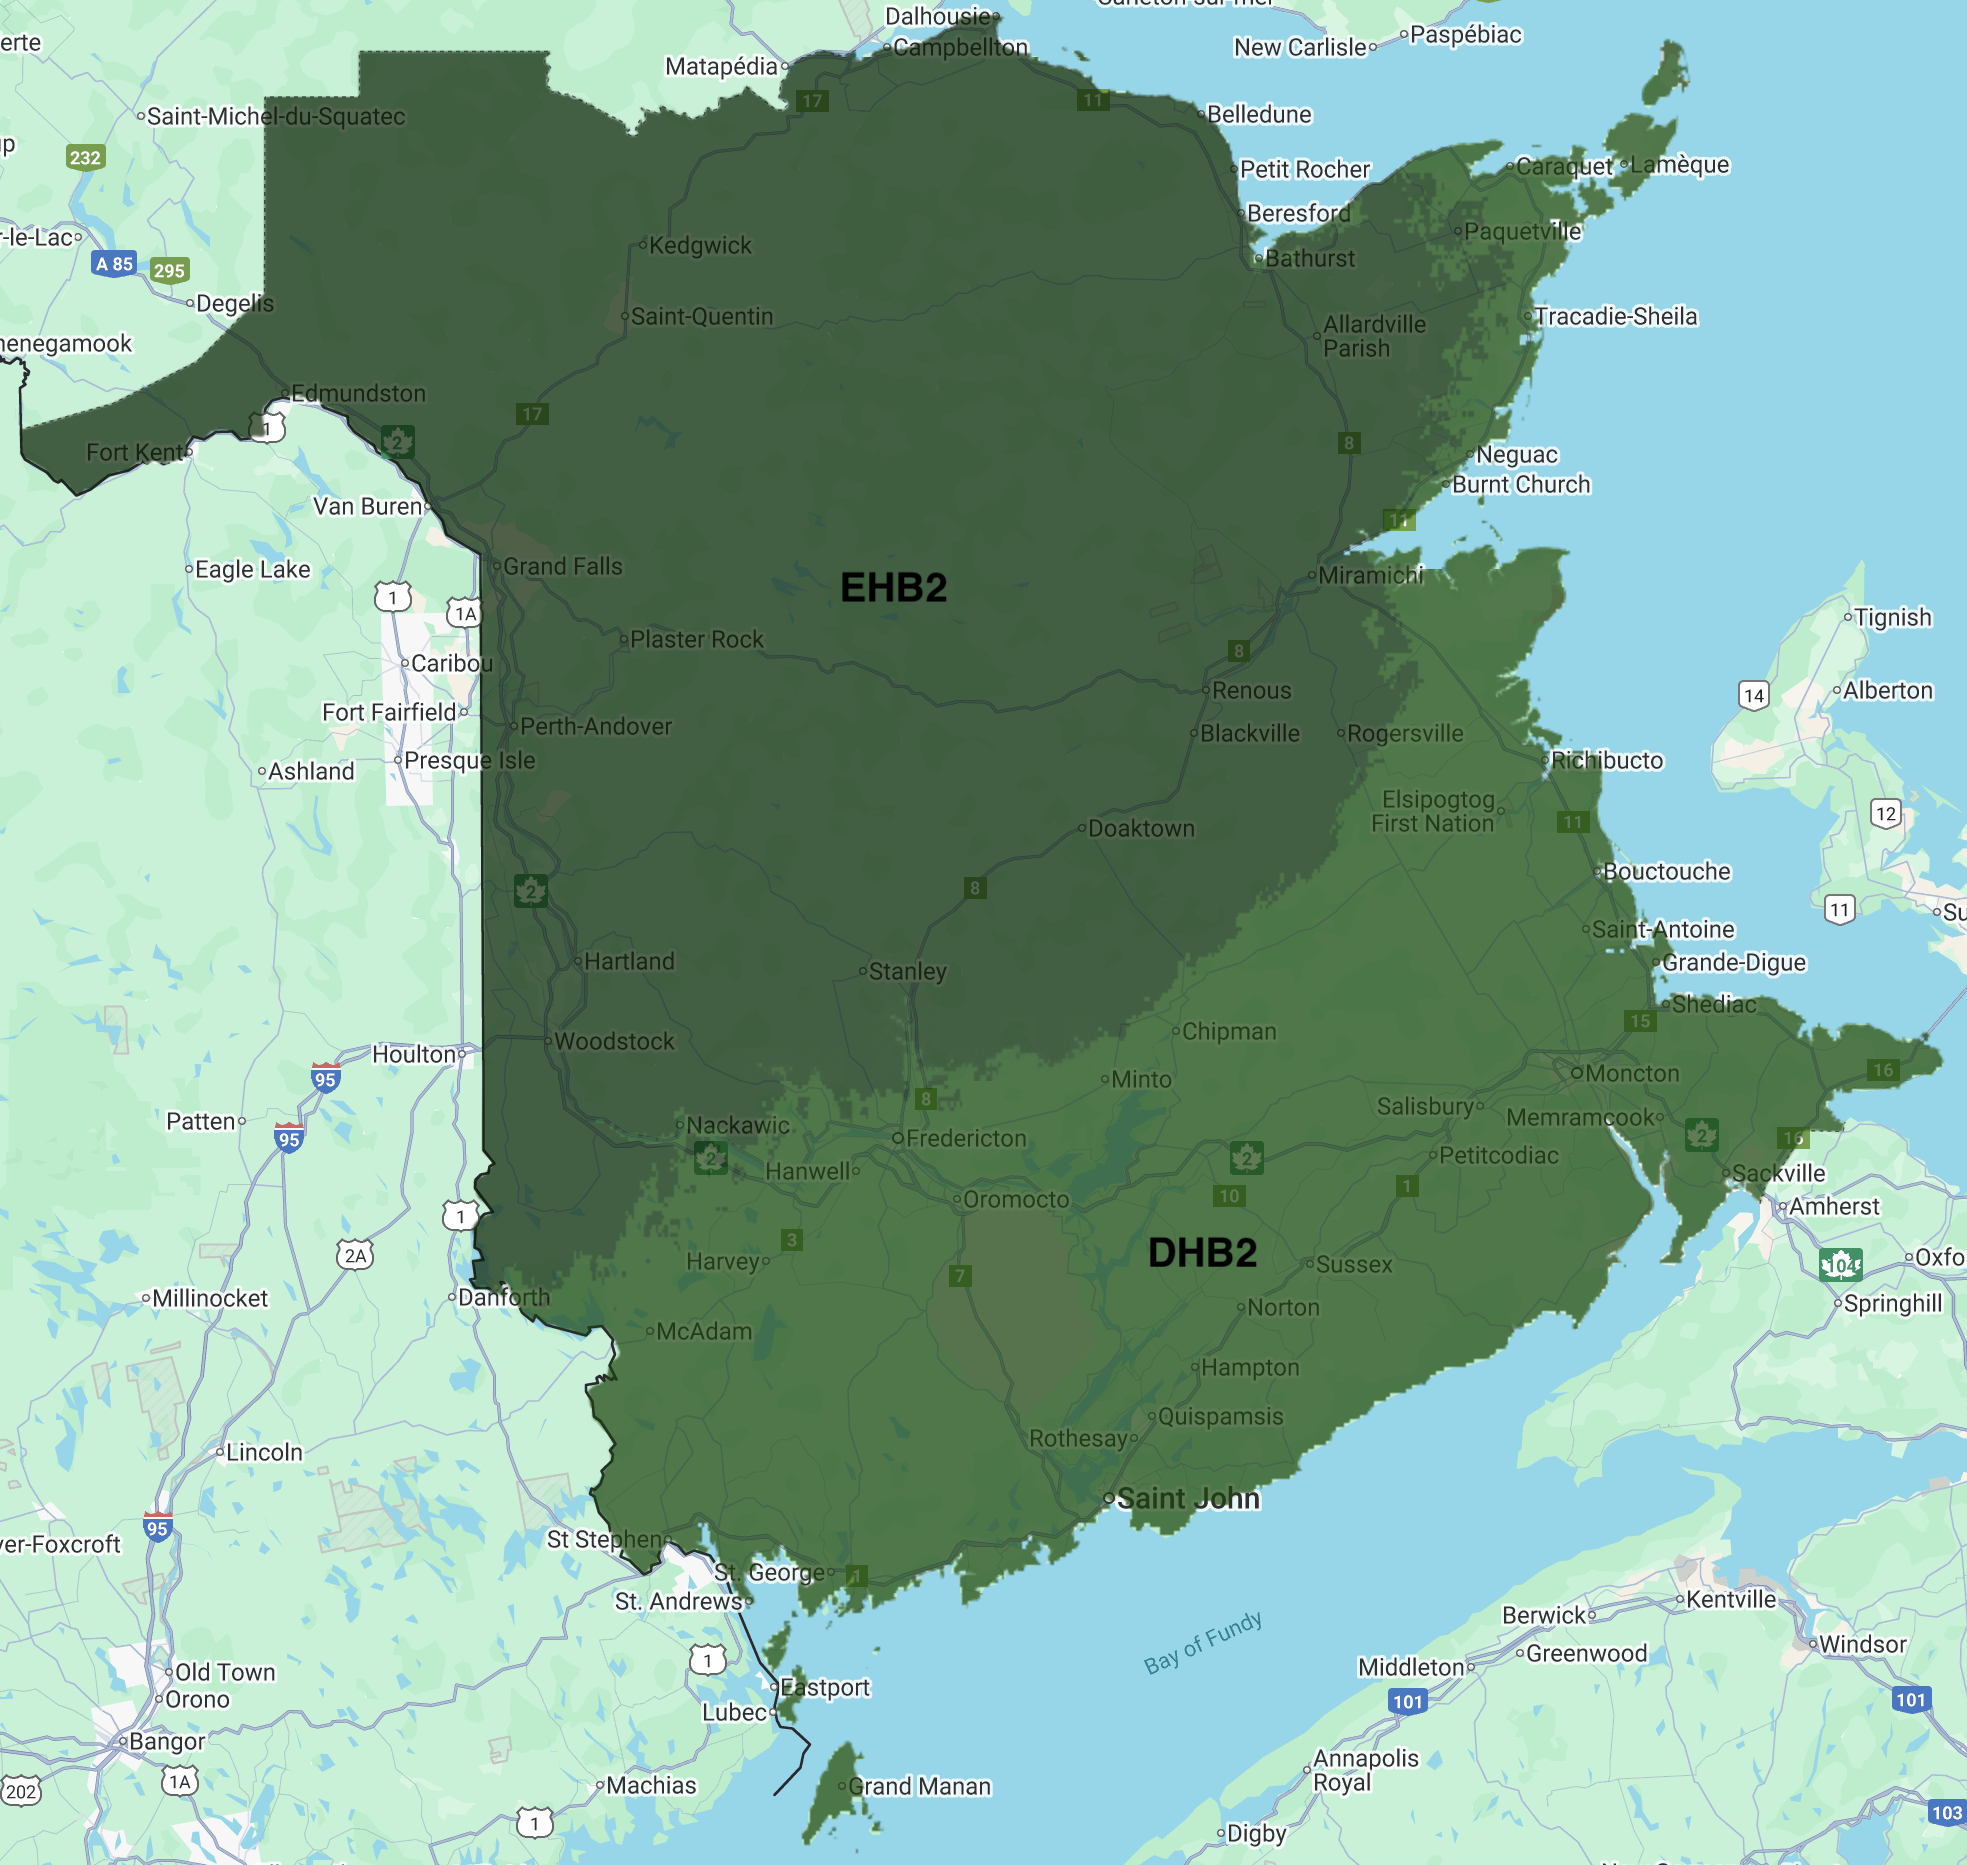 Dalhousie
Campbellton
Matapédia
New Carlisle
Paspébiac
erte
Saint-Michel-du-Squatec
17
11
Belledune
232
Petit Rocher
Caraquet
Lamèque
Beresford
Paquetville
r-le-Lac
A 85
295
Kedgwick
Bathurst
Degelis
Saint-Quentin
Allardville
Parish
Tracadie-Sheila
henegamook
Edmundston
17
1
2
8
Fort Kent
Neguac
Burnt Church
Van Buren
11
Eagle Lake
Grand Falls
EHB2
Miramichi
1
1A
Tignish
Plaster Rock
8
Caribou
Renous
14
Alberton
Fort Fairfield
Perth-Andover
Blackville
Rogersville
Presque Isle
Richibucto
Ashland
Elsipogtog
First Nation
11
12
Doaktown
2
8
Bouctouche
11
Su
Saint-Antoine
Hartland
Stanley
Grande-Digue
Shediac
15
Chipman
Woodstock
Houlton
95
Minto
Moncton
16
8
Salisbury
Memramcook
Patten
95
Nackawic
Fredericton
2
16
2
Hanwell
2
Petitcodiac
Sackville
10
1
Oromocto
Amherst
1
2A
3
DHB2
Harvey
7
Sussex
104
Oxfo
Millinocket
Danforth
Norton
Springhill
McAdam
Hampton
Quispamsis
Rothesay
Lincoln
Saint John
95
St Stephen
ver-Foxcroft
St. George
1
St. Andrews
Kentville
Berwick
Bay of Fundy
Windsor
Greenwood
1
Old Town
Middleton
Orono
Eastport
101
101
Lubec
Bangor
Annapolis
Royal
1A
202
Machias
Grand Manan
1
Digby
103